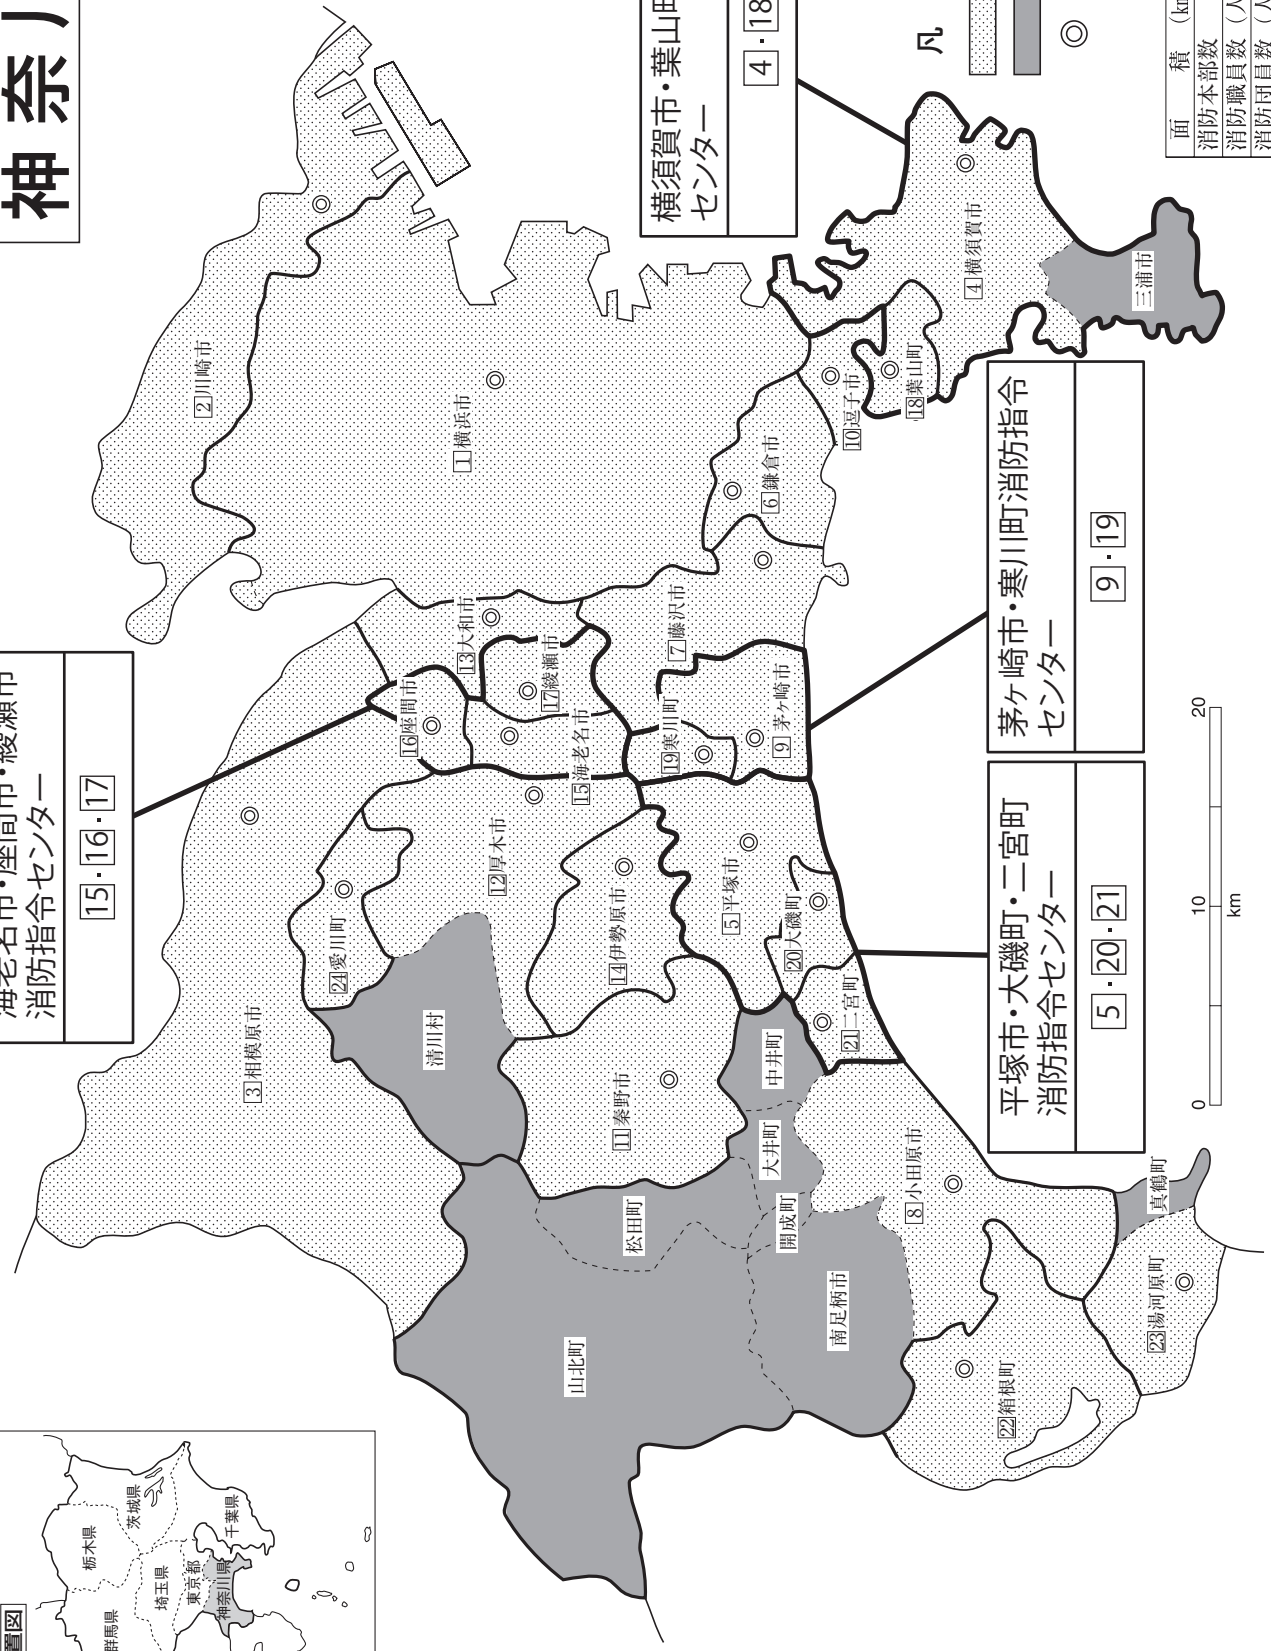 神奈川
置図
栃木県
群馬県
茨城県
埼玉県
東京都
千葉県
神奈川県
海老名市・座間市・綾瀬市
消防指令センター
15・16・17
横須賀市・葉山町
センター
4・18
凡
面 積（km
消防本部数
消防職員数（人
消防団員数（人
2川崎市
1横浜市
3相模原市
13大和市
16座間市
17綾瀬市
15海老名市
7藤沢市
6鎌倉市
10逗子市
18葉山町
4横須賀市
三浦市
24愛川町
12厚木市
14伊勢原市
19寒川町
9茅ヶ崎市
5平塚市
20大磯町
21二宮町
清川村
11秦野市
中井町
大井町
松田町
開成町
山北町
南足柄市
8小田原市
真鶴町
22箱根町
23湯河原町
茅ヶ崎市・寒川町消防指令
センター
9・19
平塚市・大磯町・二宮町
消防指令センター
5・20・21
0
10
20
km